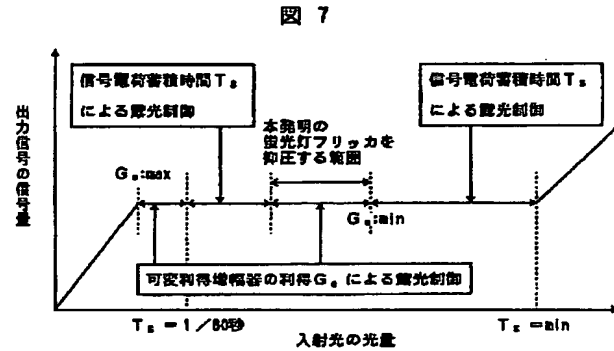 図 7
信号電荷蓄積時間Ts
による露光制御
信号電荷蓄積時間Ts
による露光制御
本発明の
蛍光灯フリッカを
抑圧する範囲
出力信号の信号量
Ge:max
Ge:min
可変利得増幅器の利得Geによる露光制御
Ts=1/60秒
入射光の光量
Ts=min